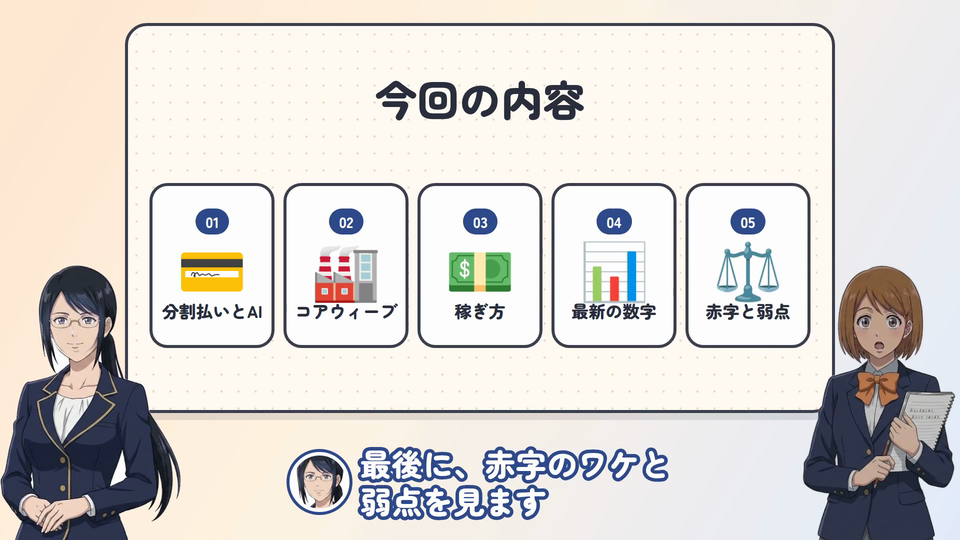 今回の内容
01
分割払いとAI
02
コアウィーブ
03
稼ぎ方
04
最新の数字
05
赤字と弱点
最後に、赤字のワケと
弱点を見ます